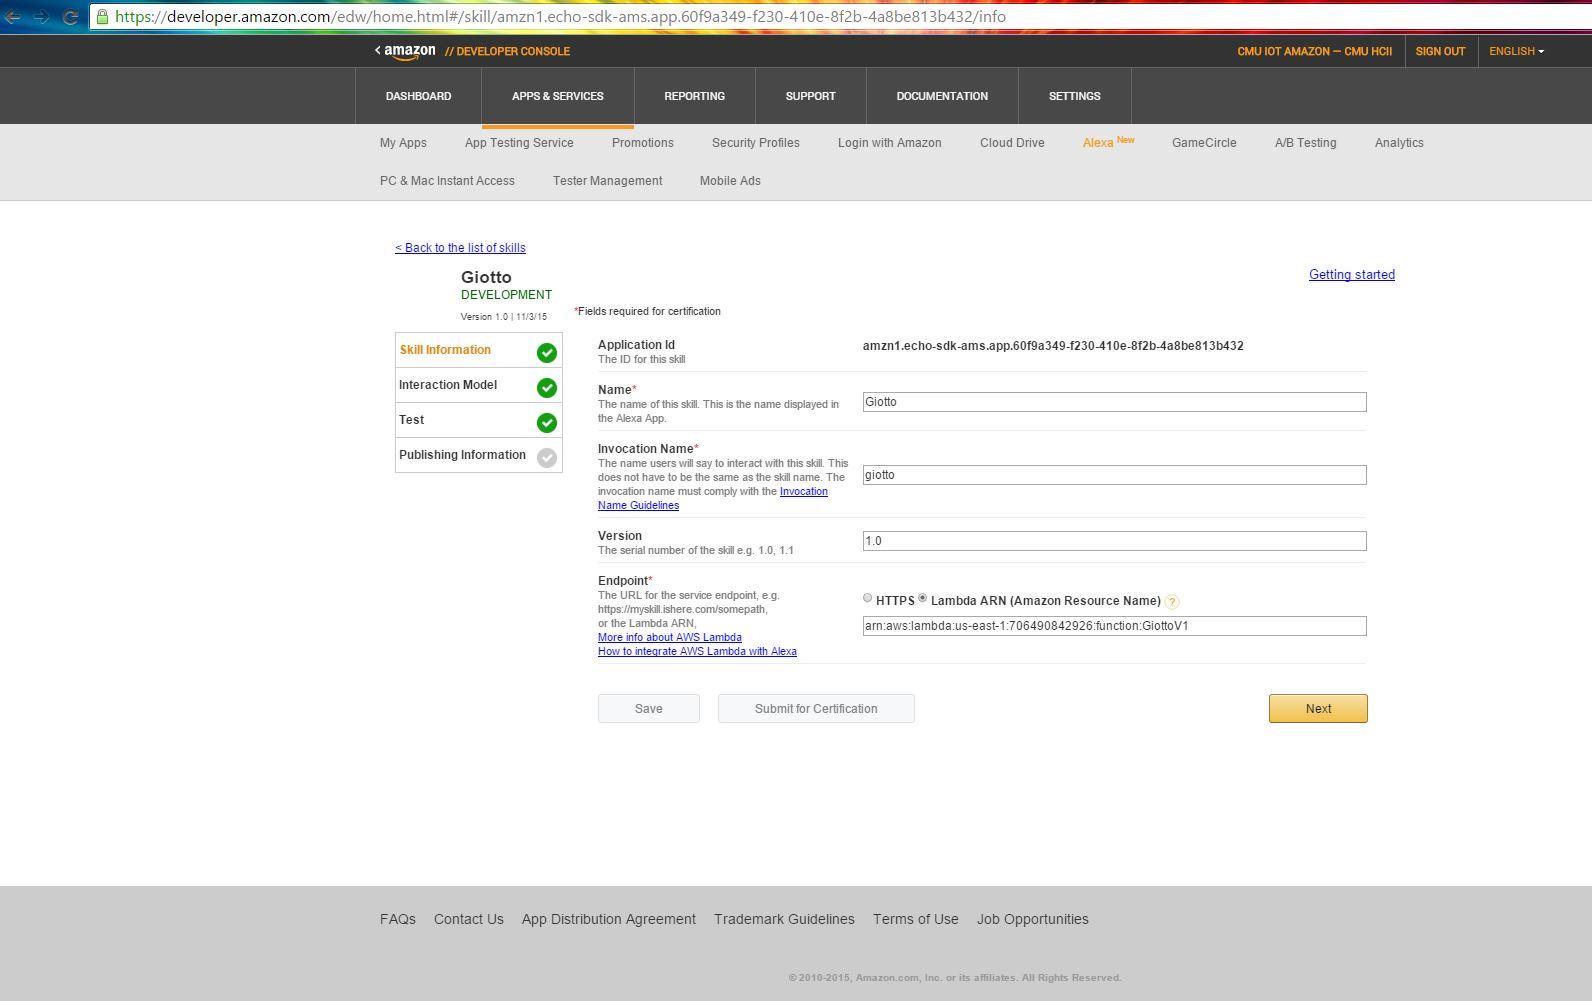 https://developer.amazon.com/edw/home.html#/skill/amzn1.echo-sdk-ams.app.60f9a349-f230-410e-8f2b-4a8be813b432/info
< amazon // DEVELOPER CONSOLE CMU IOT AMAZON — CMU HCII SIGN OUT ENGLISH
DASHBOARD APPS & SERVICES REPORTING SUPPORT DOCUMENTATION SETTINGS
My Apps App Testing Service Promotions Security Profiles Login with Amazon Cloud Drive Alexa New GameCircle A/B Testing Analytics
PC & Mac Instant Access Tester Management Mobile Ads
< Back to the list of skills
Giotto
DEVELOPMENT
Version 1.0 | 11/3/15
Getting started
*Fields required for certification
Skill Information
Interaction Model
Test
Publishing Information
Application Id
The ID for this skill
amzn1.echo-sdk-ams.app.60f9a349-f230-410e-8f2b-4a8be813b432
Name*
The name of this skill. This is the name displayed in
the Alexa App.
Giotto
Invocation Name*
The name users will say to interact with this skill. This
does not have to be the same as the skill name. The
invocation name must comply with the Invocation
Name Guidelines
giotto
Version
The serial number of the skill e.g. 1.0, 1.1
1.0
Endpoint*
The URL for the service endpoint, e.g.
https://myskill.ishere.com/somepath,
or the Lambda ARN,
More info about AWS Lambda
How to integrate AWS Lambda with Alexa
HTTPS Lambda ARN (Amazon Resource Name) ?
arn:aws:lambda:us-east-1:706490842926:function:GiottoV1
Save Submit for Certification Next
FAQs Contact Us App Distribution Agreement Trademark Guidelines Terms of Use Job Opportunities
© 2010-2015, Amazon.com, Inc. or its affiliates. All Rights Reserved.